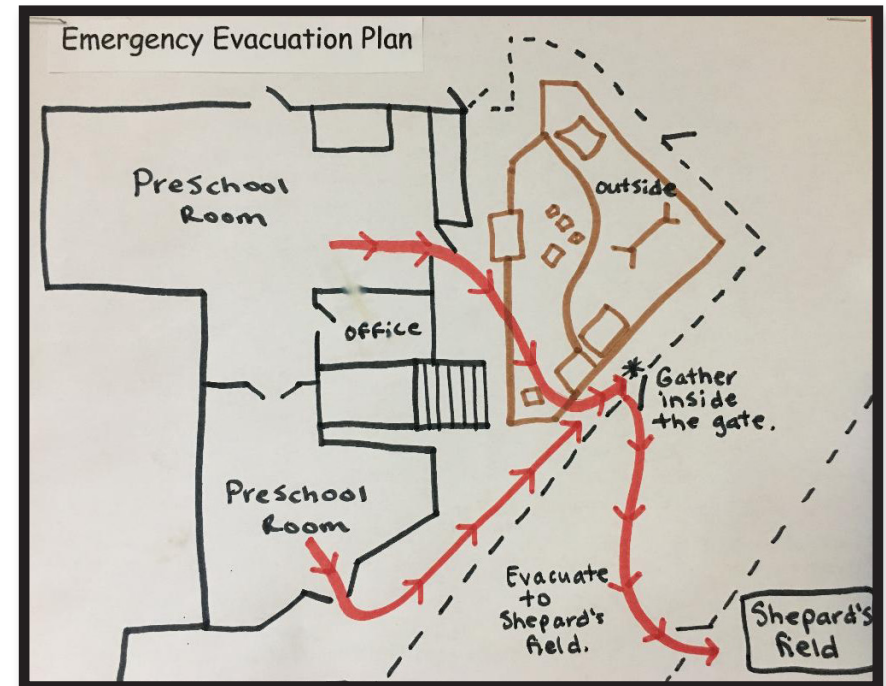 Emergency Evacuation Plan
Preschool
Room
outside
office
Gather
inside
the gate.
Preschool
Room
Evacuate
to
Shepard's
field.
Shepard's
field